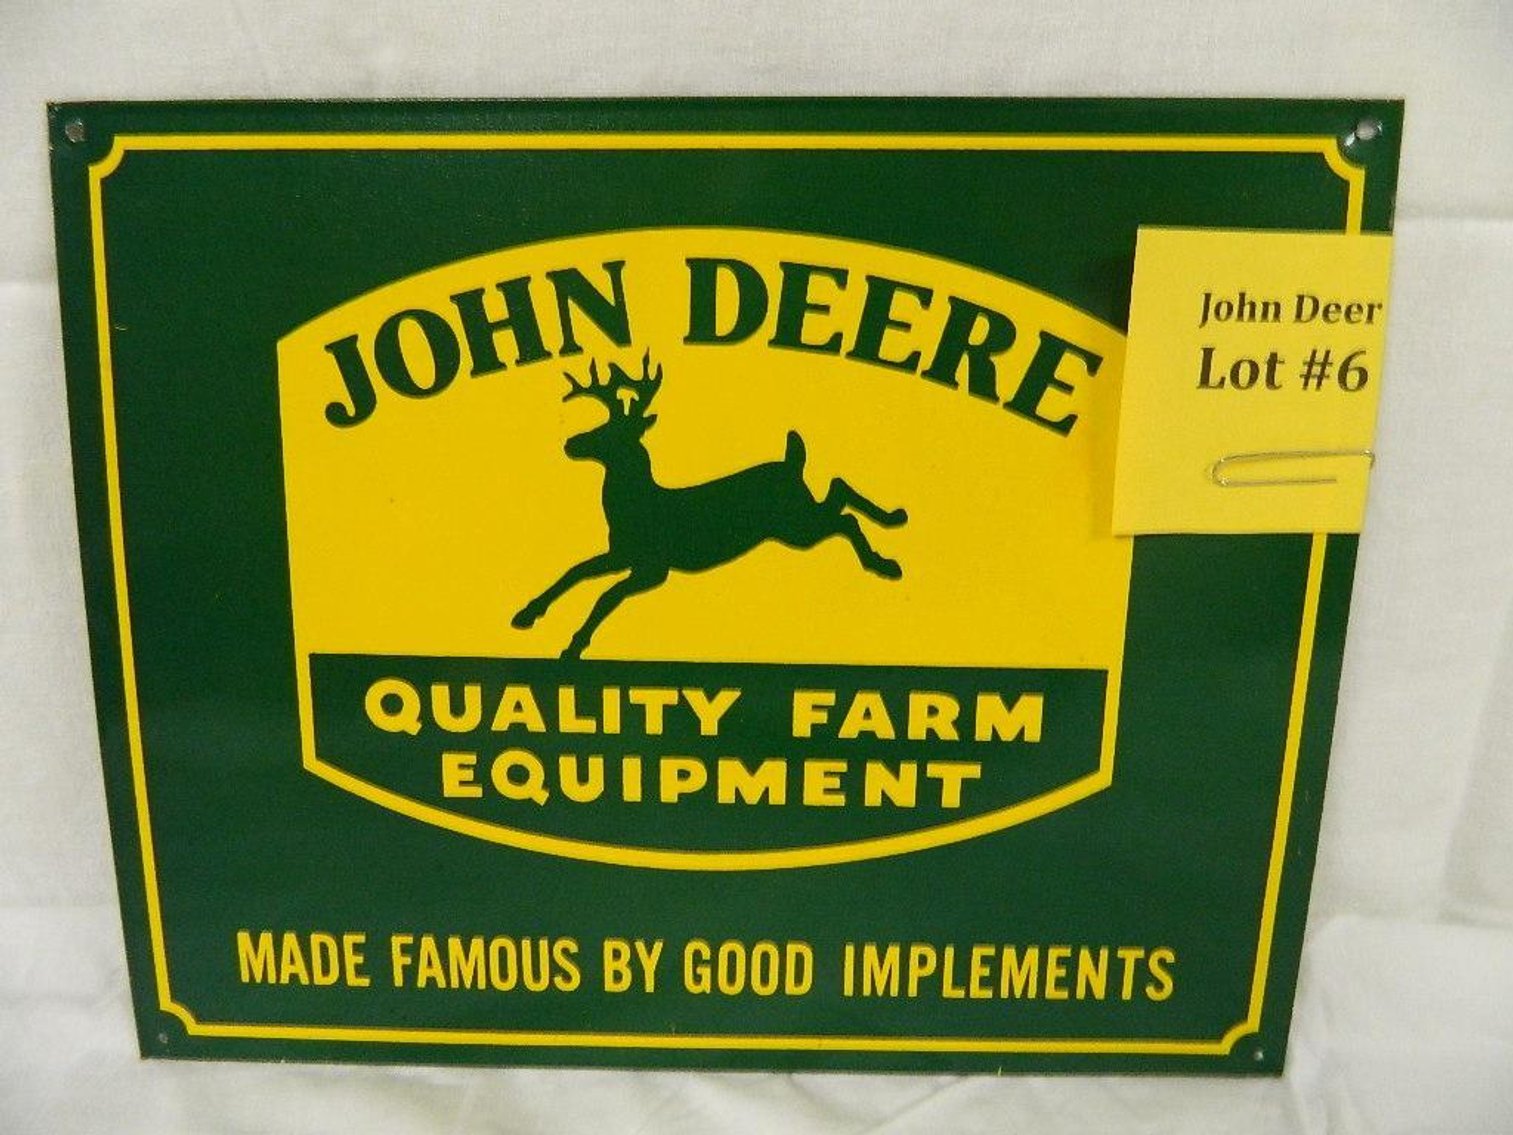 JOHN DEERE
QUALITY FARM
EQUIPMENT
MADE FAMOUS BY GOOD IMPLEMENTS
John Deer
Lot #6